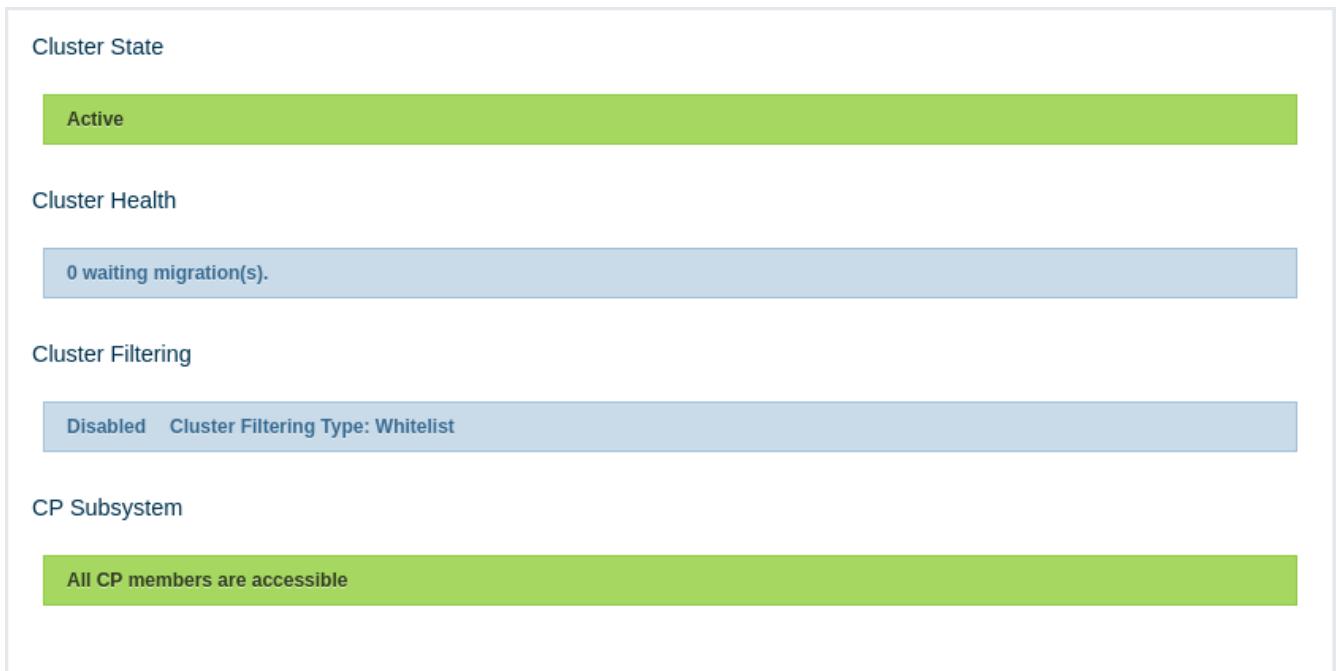 Cluster State
Active
Cluster Health
0 waiting migration(s).
Cluster Filtering
Disabled Cluster Filtering Type: Whitelist
CP Subsystem
All CP members are accessible